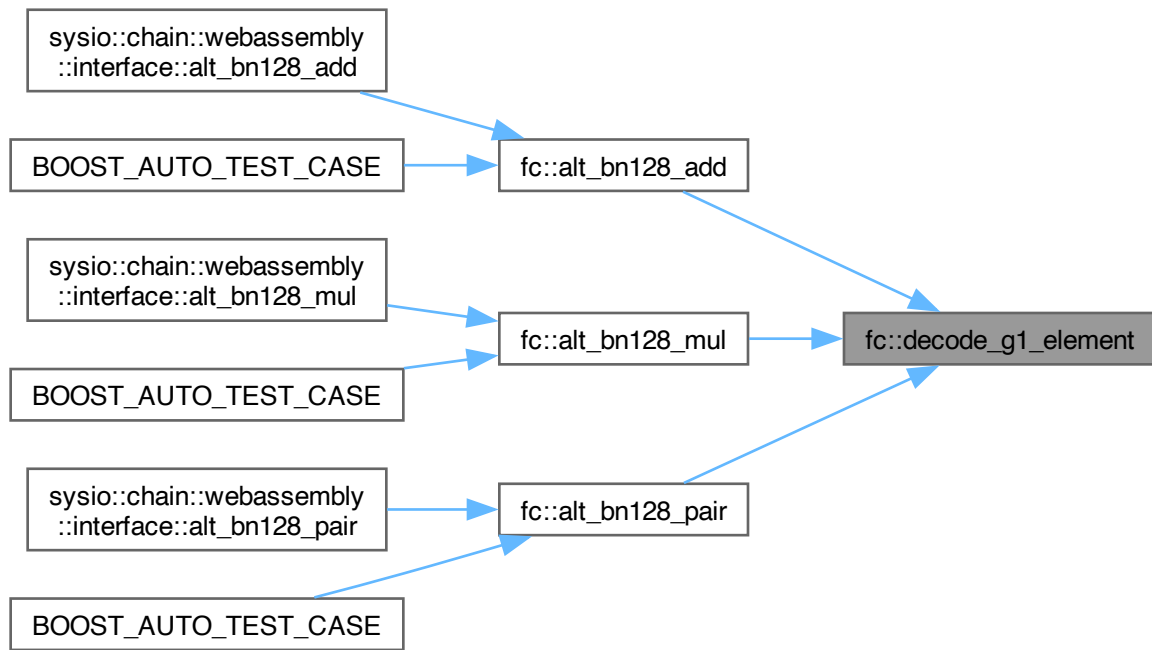 sysio::chain::webassembly
::interface::alt_bn128_add
BOOST_AUTO_TEST_CASE
fc::alt_bn128_add
sysio::chain::webassembly
::interface::alt_bn128_mul
BOOST_AUTO_TEST_CASE
fc::alt_bn128_mul
fc::decode_g1_element
sysio::chain::webassembly
::interface::alt_bn128_pair
BOOST_AUTO_TEST_CASE
fc::alt_bn128_pair